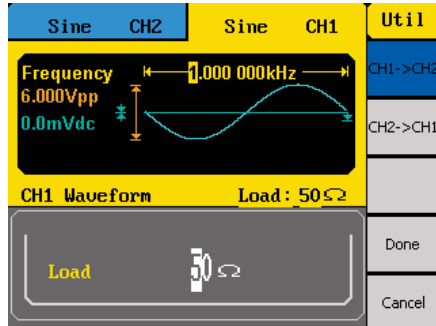 Sine CH2 Sine CH1 Util
Frequency 1.000 000kHz
6.000Vpp
0.0mVdc
CH1 Waveform Load: 50Ω
Load 50 Ω
CH1->CH2
CH2->CH1
Done
Cancel